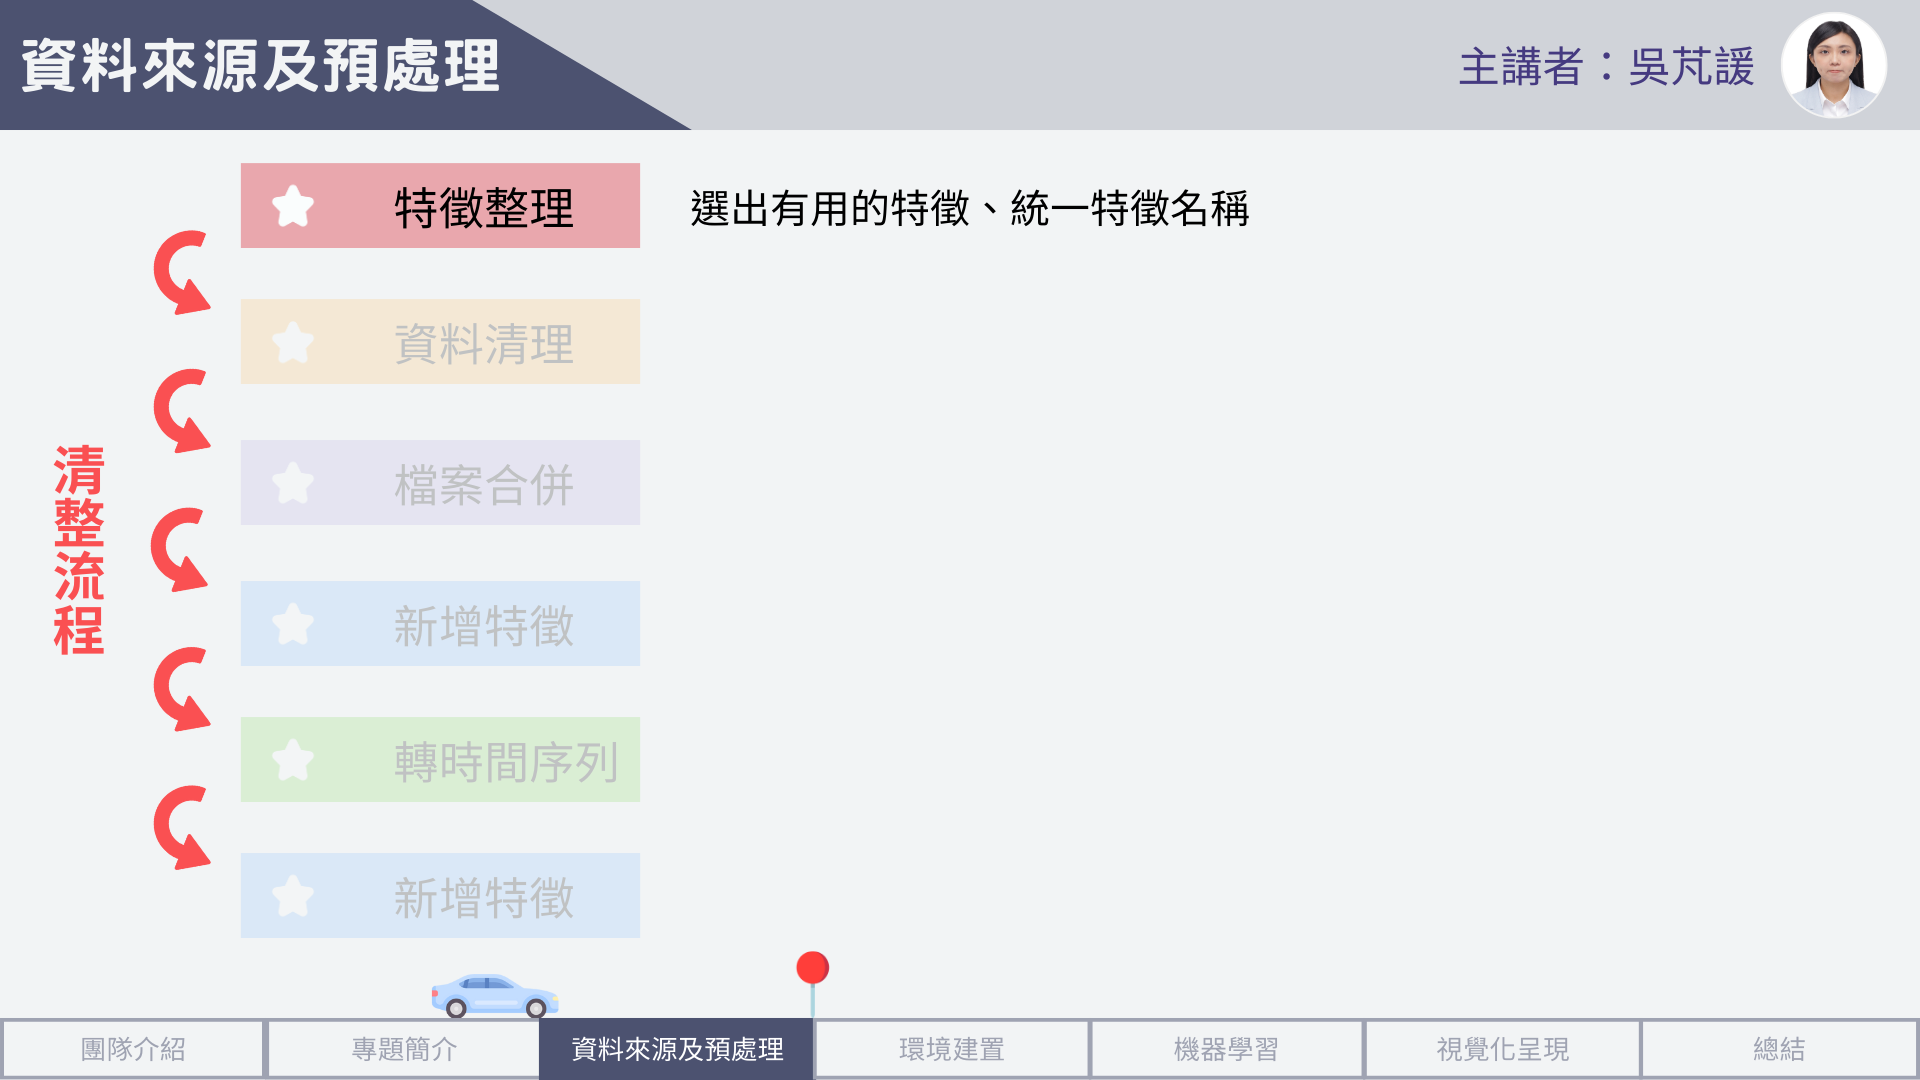 資料來源及預處理
主講者：吳芃諼
特徵整理
選出有用的特徵、統一特徵名稱
資料清理
檔案合併
清整流程
新增特徵
轉時間序列
新增特徵
團隊介紹
專題簡介
資料來源及預處理
環境建置
機器學習
視覺化呈現
總結